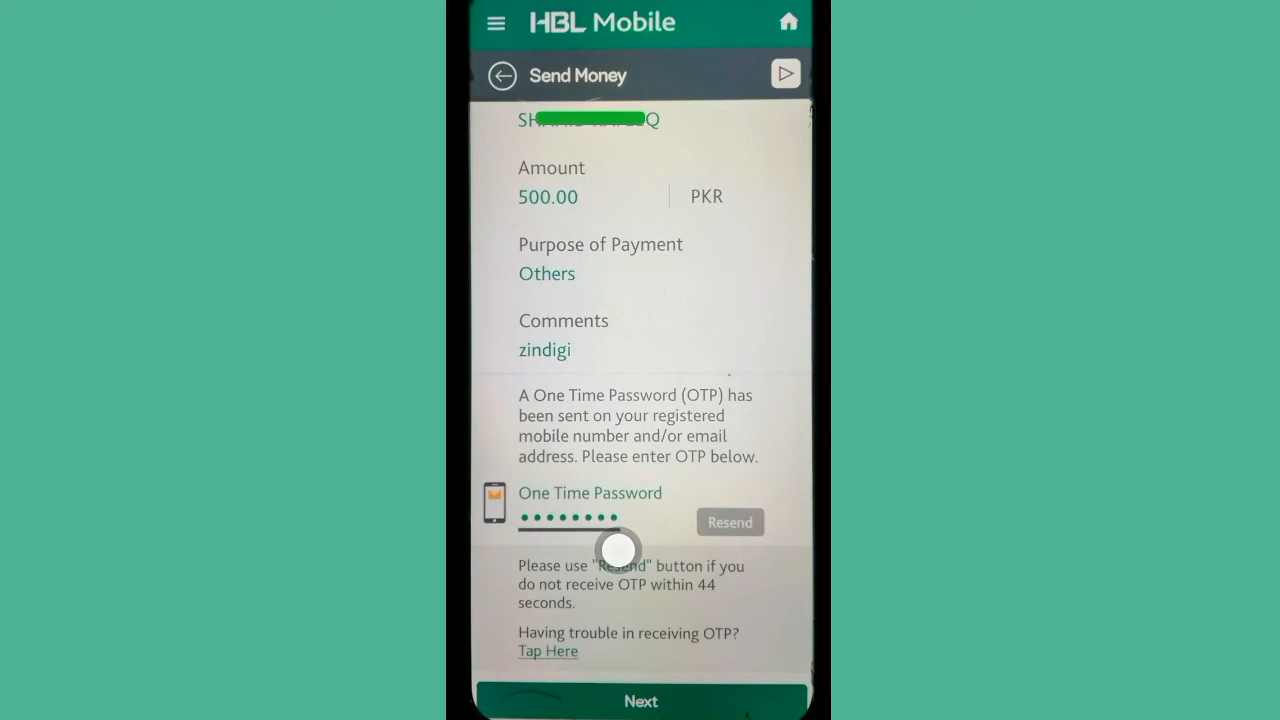 HBL Mobile
Send Money
Amount
500.00 PKR
Purpose of Payment
Others
Comments
zindigi
A One Time Password (OTP) has
been sent on your registered
mobile number and/or email
address. Please enter OTP below.
One Time Password
Resend
Please use "Resend" button if you
do not receive OTP within 44
seconds.
Having trouble in receiving OTP?
Tap Here
Next